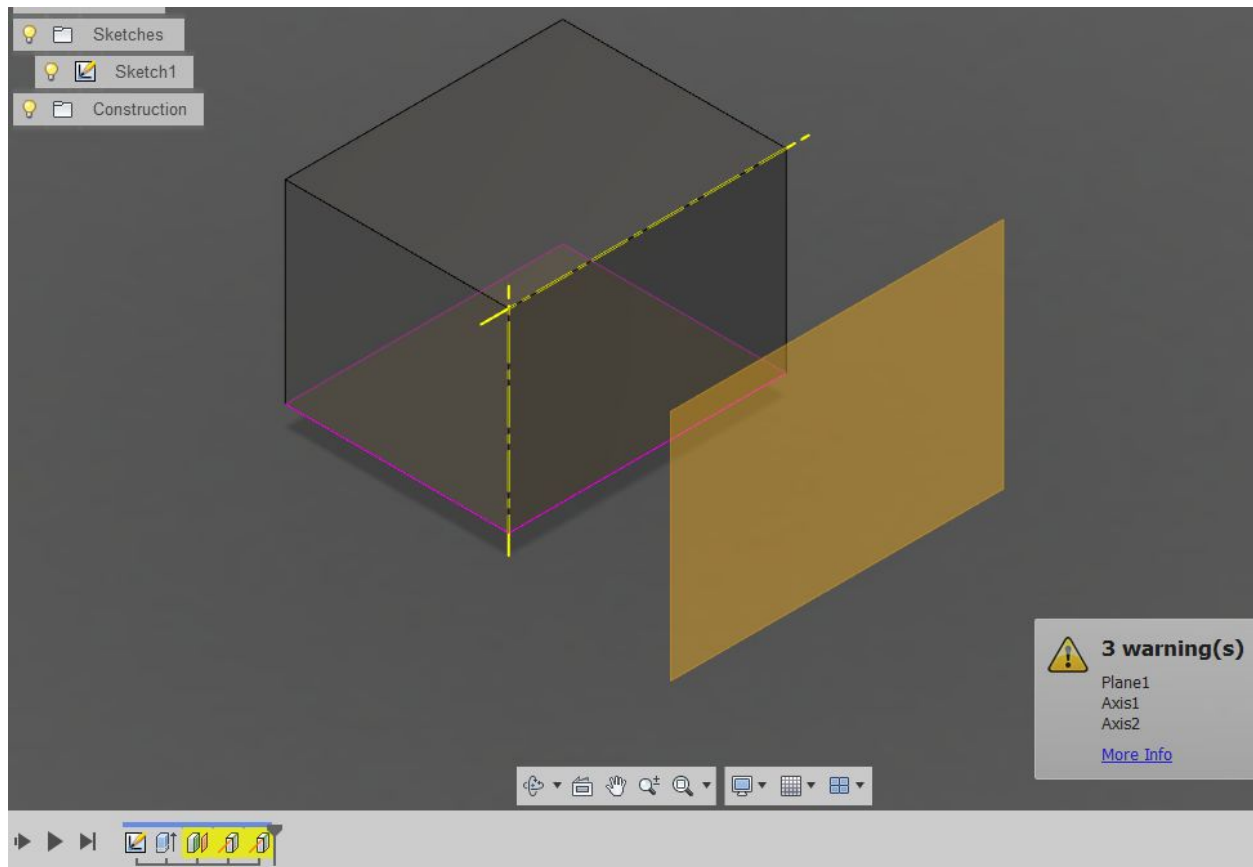 Sketches
Sketch1
Construction
3 warning(s)
Plane1
Axis1
Axis2
More Info